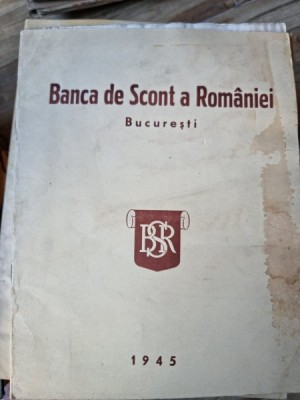 Banca de Scont a României
București
BSR
1945